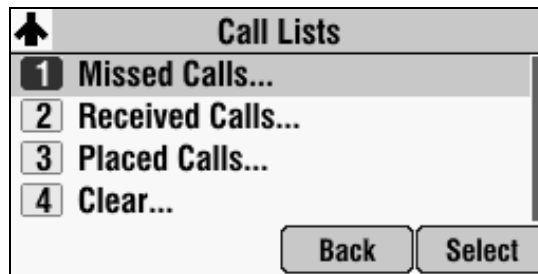 Call Lists
1 Missed Calls...
2 Received Calls...
3 Placed Calls...
4 Clear...
Back Select